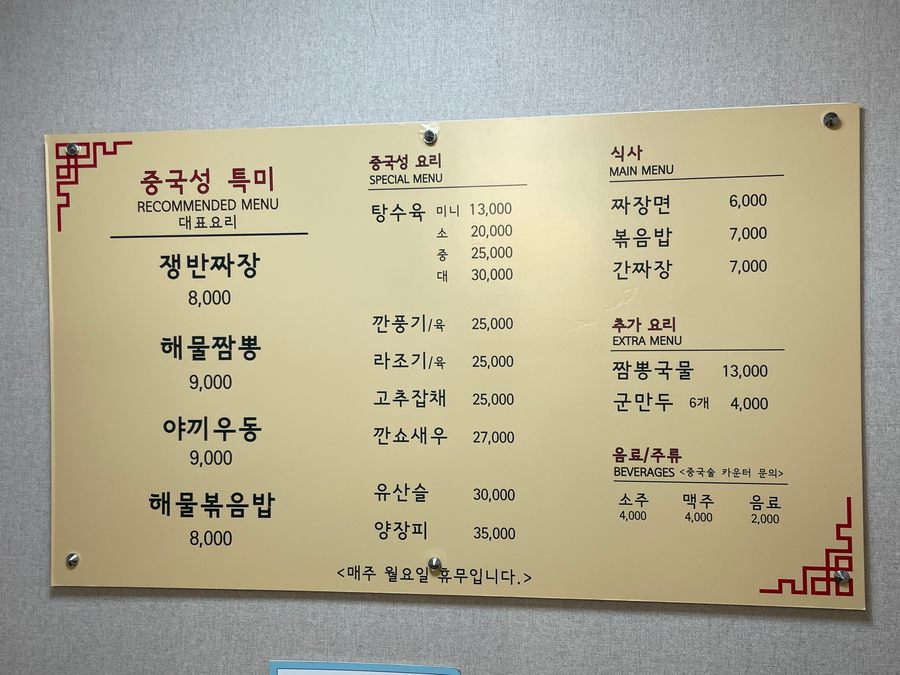 중국성 특미
RECOMMENDED MENU
대표요리
쟁반짜장
8,000
해물짬뽕
9,000
야끼우동
9,000
해물볶음밥
8,000
중국성 요리
SPECIAL MENU
탕수육 미니 13,000
소 20,000
중 25,000
대 30,000
깐풍기/육 25,000
라조기/육 25,000
고추잡채 25,000
깐쇼새우 27,000
유산슬 30,000
양장피 35,000
식사
MAIN MENU
짜장면 6,000
볶음밥 7,000
간짜장 7,000
추가 요리
EXTRA MENU
짬뽕국물 13,000
군만두 6개 4,000
음료/주류
BEVERAGES <중국술 카운터 문의>
소주 맥주 음료
4,000 4,000 2,000
<매주 월요일 휴무입니다.>